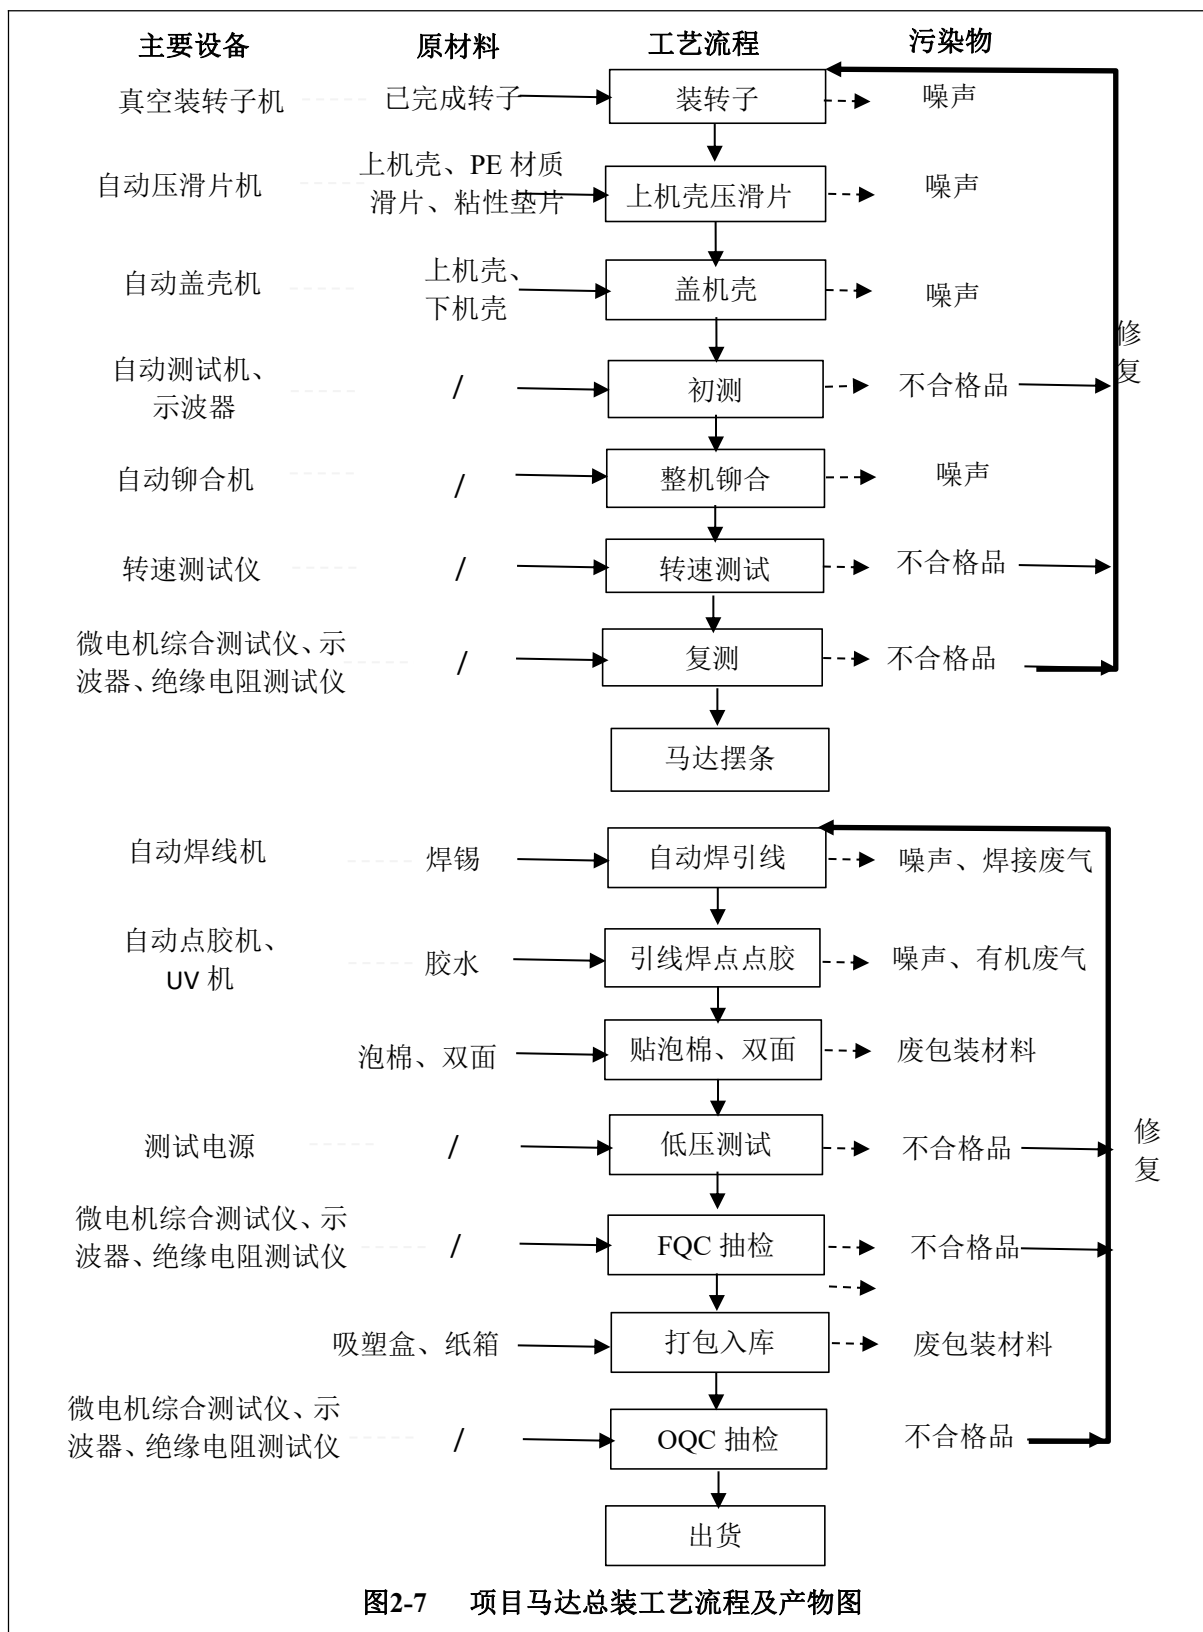 主要设备 原材料 工艺流程 污染物
真空装转子机 已完成转子 装转子 噪声
自动压滑片机 上机壳、PE 材质
滑片、粘性垫片 上机壳压滑片 噪声
自动盖壳机 上机壳、
下机壳 盖机壳 噪声
修
复
自动测试机、
示波器 / 初测 不合格品
自动铆合机 / 整机铆合 噪声
转速测试仪 / 转速测试 不合格品
微电机综合测试仪、示
波器、绝缘电阻测试仪 / 复测 不合格品
马达摆条
自动焊线机 焊锡 自动焊引线 噪声、焊接废气
自动点胶机、
UV 机 胶水 引线焊点点胶 噪声、有机废气
泡棉、双面 贴泡棉、双面 废包装材料
测试电源 / 低压测试 不合格品
修
复
微电机综合测试仪、示
波器、绝缘电阻测试仪 / FQC 抽检 不合格品
吸塑盒、纸箱 打包入库 废包装材料
微电机综合测试仪、示
波器、绝缘电阻测试仪 / OQC 抽检 不合格品
出货
图2-7 项目马达总装工艺流程及产物图